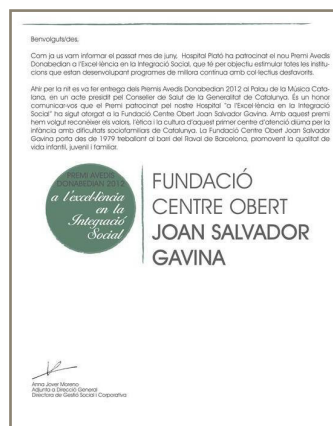 Benvolguts/des,
Com ja us vam informar el passat mes de juny, Hospital Plató ha patrocinat el nou Premi Avedis
Donabedian a l'Excel·lència en la Integració Social, que té per objectiu estimular totes les institu-
cions que estan desenvolupant programes de millora contínua amb col·lectius desfavorits.
Ahir per la nit es va fer entrega dels Premis Avedis Donabedian 2012 al Palau de la Música Cata-
lana, en un acte presidit pel Conseller de Salut de la Generalitat de Catalunya. És un honor
comunicar-vos que el Premi patrocinat pel nostre Hospital "a l'Excel·lència en la Integració
Social" ha sigut atorgat a la Fundació Centre Obert Joan Salvador Gavina. Amb aquest premi
hem volgut reconèixer els valors, l'ètica i la cultura d'aquest primer centre d'atenció diürna per la
infància amb dificultats sociofamiliars de Catalunya. La Fundació Centre Obert Joan Salvador
Gavina porta des de 1979 treballant al barri del Raval de Barcelona, promovent la qualitat de
vida infantil, juvenil i familiar.
PREMI AVEDIS
DONABEDIAN 2012
a l'excel·lència
en la
Integració
Social
FUNDACIÓ
CENTRE OBERT
JOAN SALVADOR
GAVINA
Anna Jover Moreno
Adjunta a Direcció General
Directora de Gestió Social i Corporativa